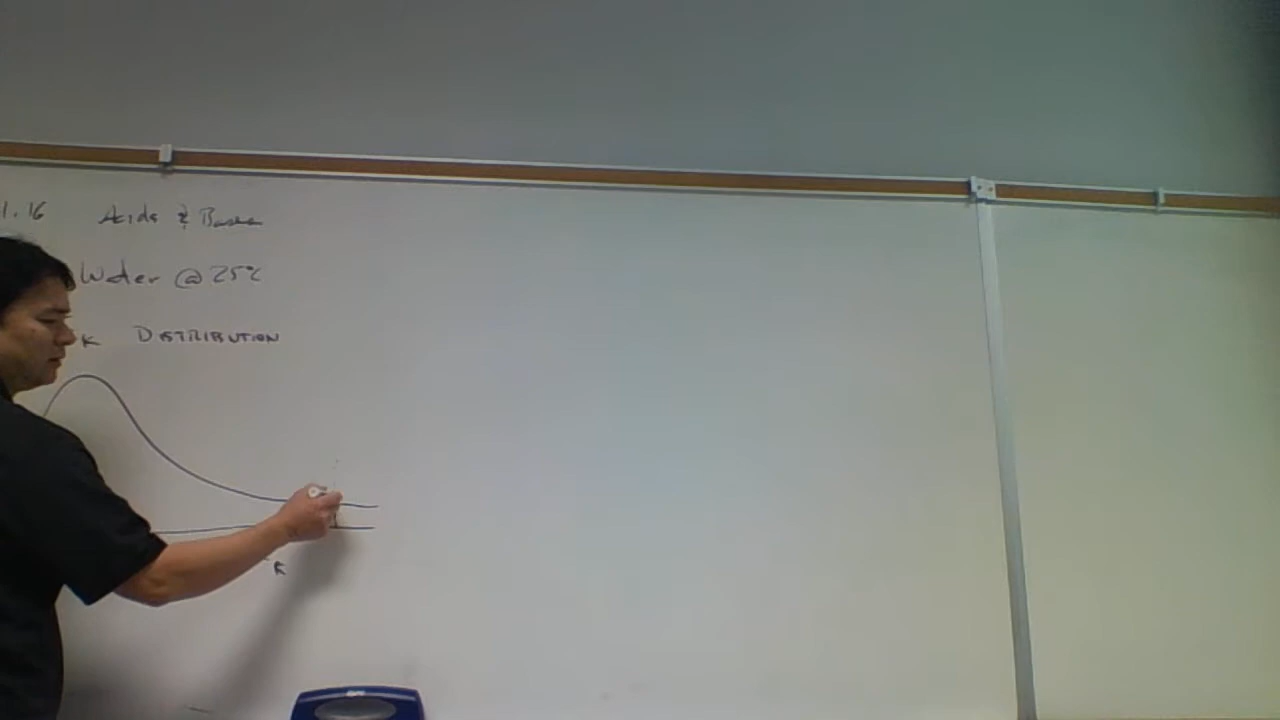 1.16 Acids & Bases
Water @ 25°C
K DISTRIBUTION
K